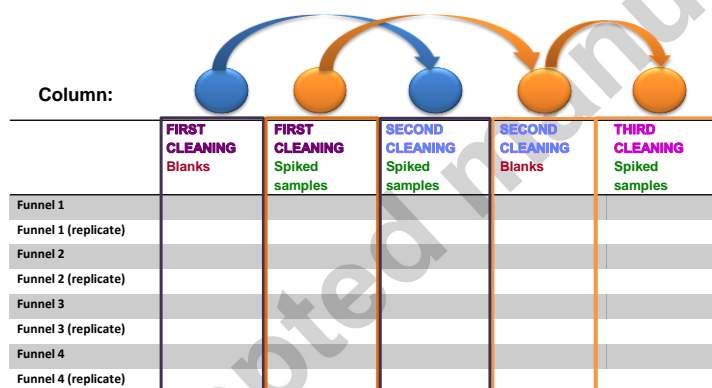 Column:
FIRST CLEANING Blanks
FIRST CLEANING Spiked samples
SECOND CLEANING Spiked samples
SECOND CLEANING Blanks
THIRD CLEANING Spiked samples
Funnel 1
Funnel 1 (replicate)
Funnel 2
Funnel 2 (replicate)
Funnel 3
Funnel 3 (replicate)
Funnel 4
Funnel 4 (replicate)